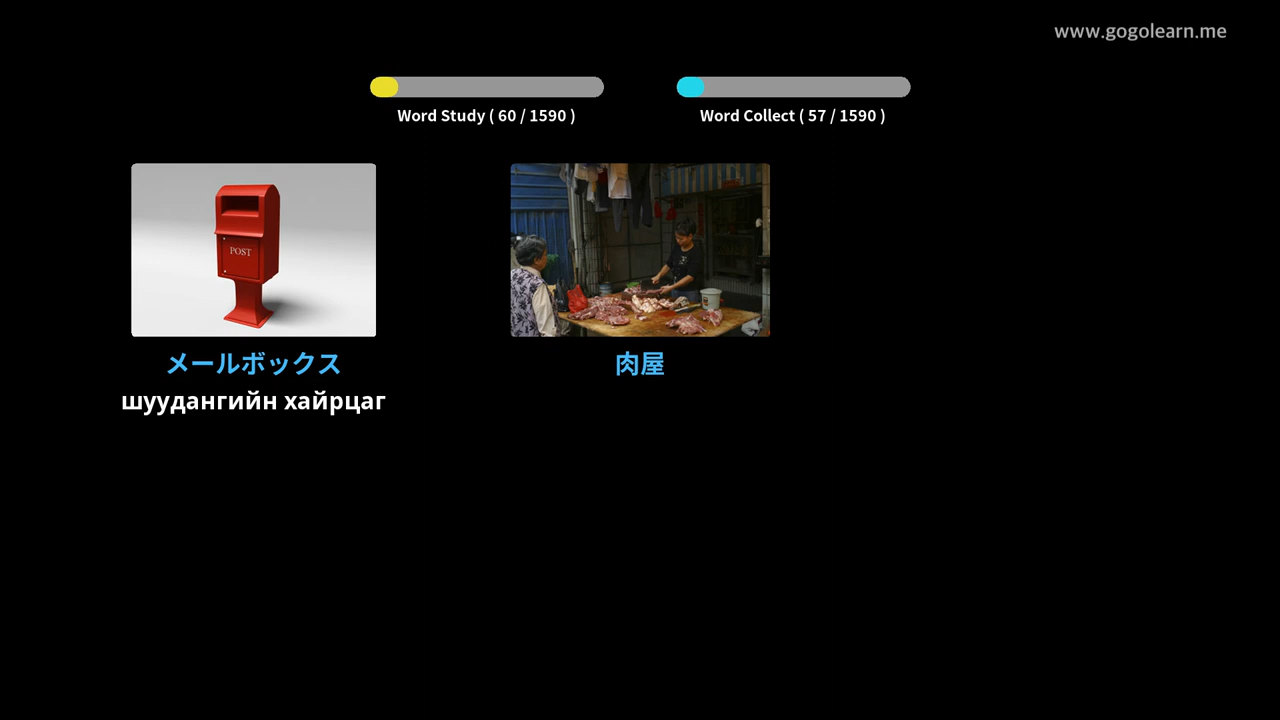 www.gogolearn.me
Word Study ( 60 / 1590 )
Word Collect ( 57 / 1590 )
POST
メールボックス
肉屋
шуудангийн хайрцаг